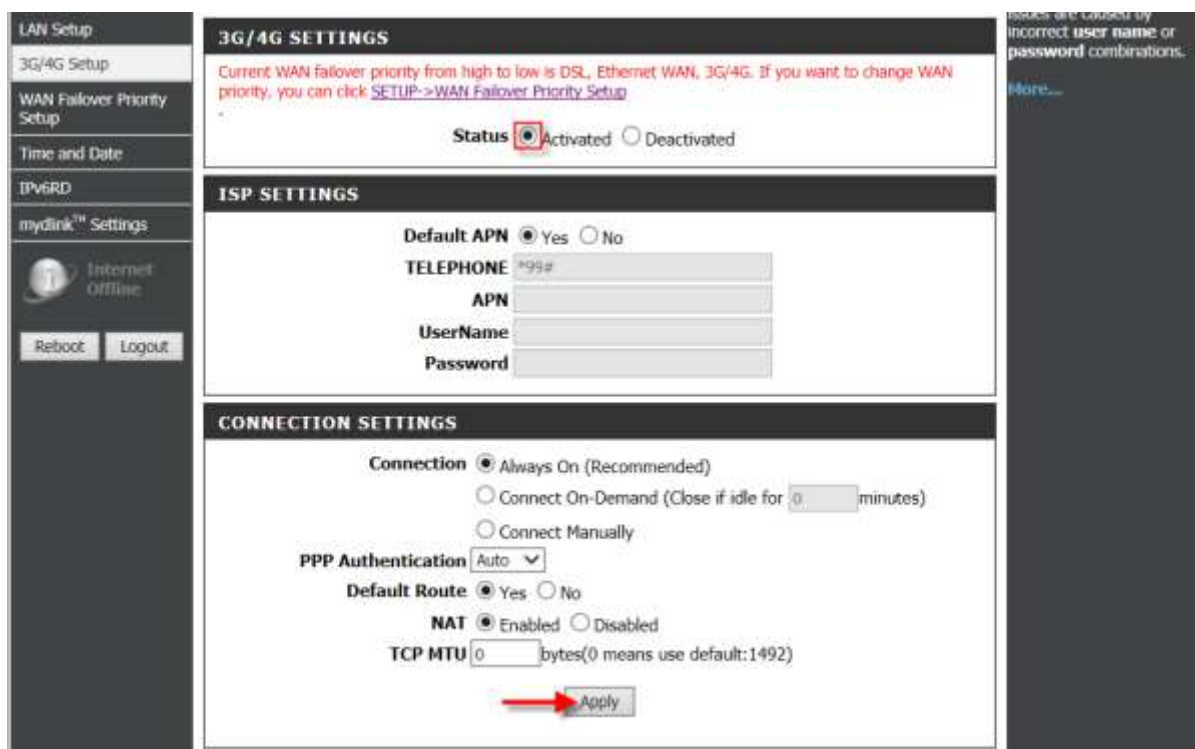 LAN Setup
3G/4G Setup
WAN Failover Priority
Setup
Time and Date
IPv6RD
mydlink™ Settings
Internet
Offline
Reboot
Logout
3G/4G SETTINGS
Current WAN failover priority from high to low is DSL, Ethernet WAN, 3G/4G. If you want to change WAN
priority, you can click SETUP->WAN Failover Priority Setup
.
Status Activated Deactivated
ISP SETTINGS
Default APN Yes No
TELEPHONE *99#
APN
UserName
Password
CONNECTION SETTINGS
Connection Always On (Recommended)
Connect On-Demand (Close if idle for 0 minutes)
Connect Manually
PPP Authentication Auto
Default Route Yes No
NAT Enabled Disabled
TCP MTU 0 bytes(0 means use default:1492)
Apply
issues are caused by
incorrect user name or
password combinations.
More...